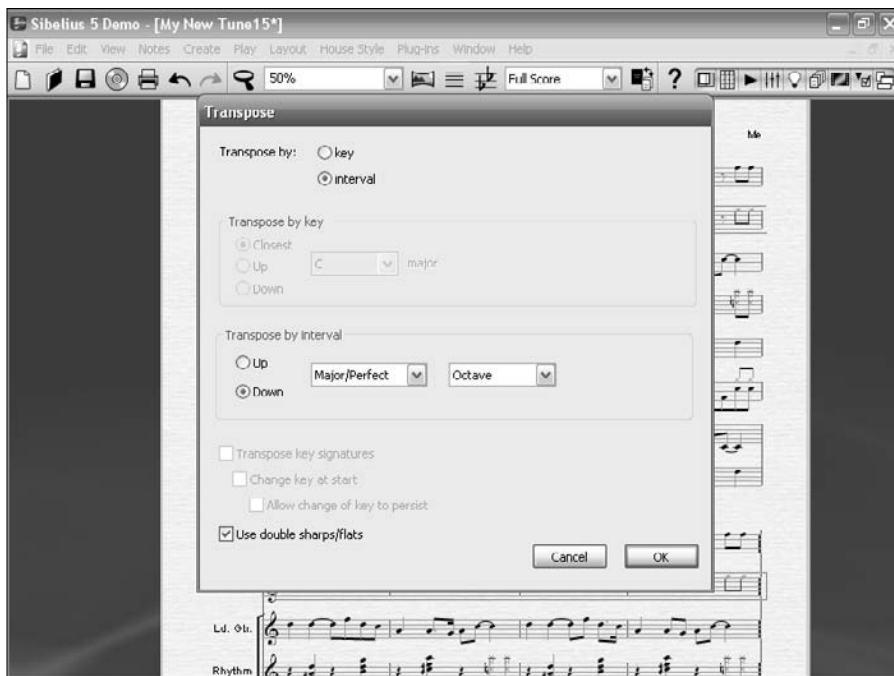 Sibelius 5 Demo - [My New Tune15*]
File Edit View Notes Create Play Layout House Style Plug-ins Window Help
50% Full Score
Transpose
Me
Transpose by: key
interval
Transpose by key
Closest
Up C major
Down
Transpose by interval
Up
Major/Perfect Octave
Down
Transpose key signatures
Change key at start
Allow change of key to persist
Use double sharps/flats
Cancel OK
Ld. Gtr.
Rhythm